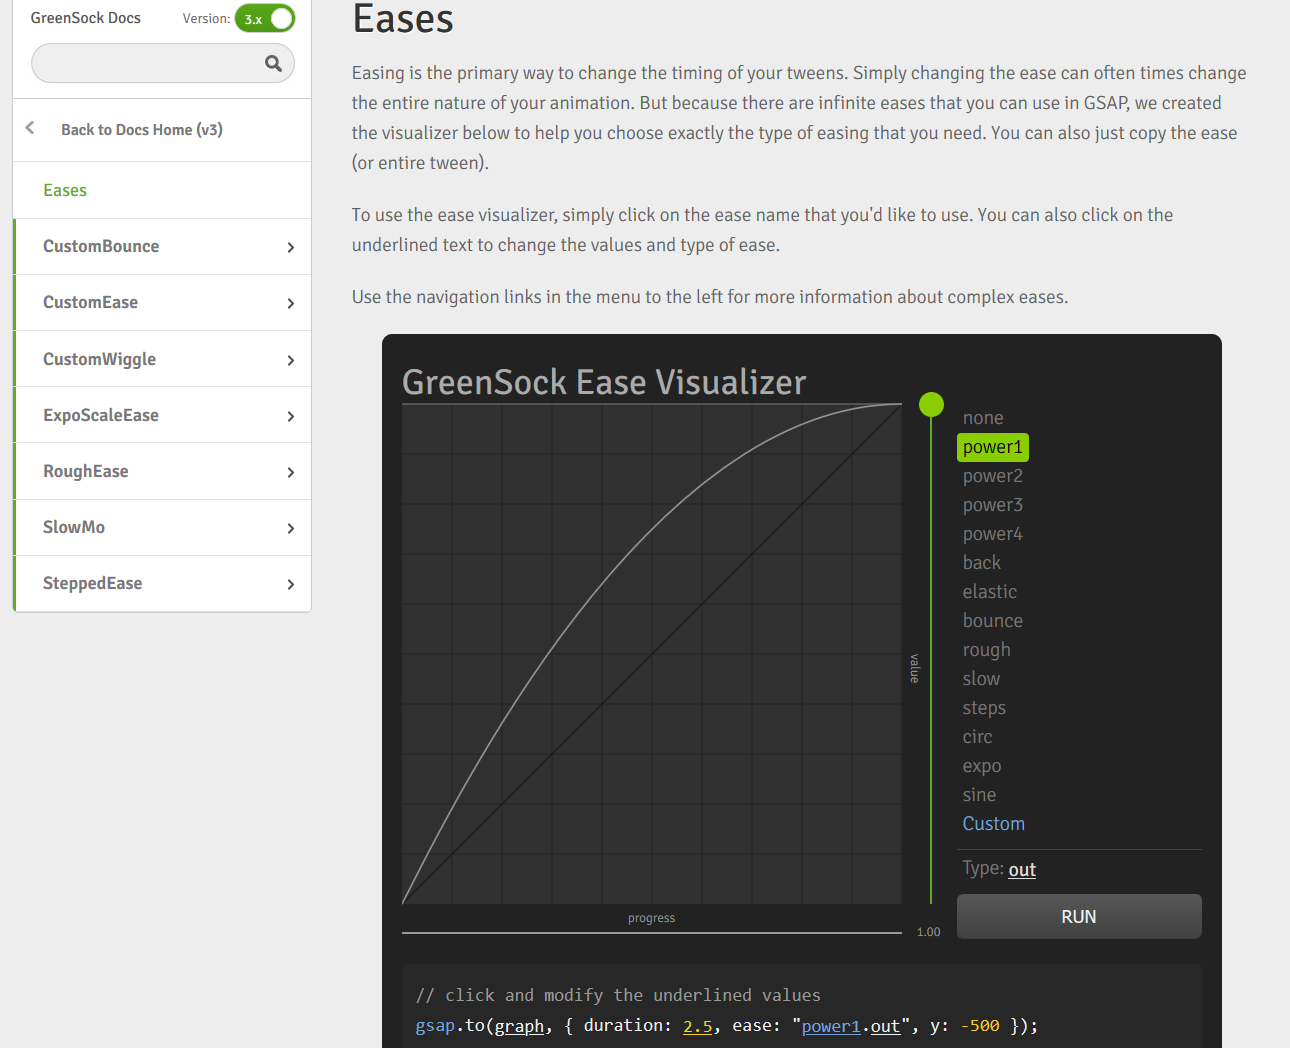 GreenSock Docs
Version: 3.x
Back to Docs Home (v3)
Eases
CustomBounce
CustomEase
CustomWiggle
ExpoScaleEase
RoughEase
SlowMo
SteppedEase
Eases
Easing is the primary way to change the timing of your tweens. Simply changing the ease can often times change
the entire nature of your animation. But because there are infinite eases that you can use in GSAP, we created
the visualizer below to help you choose exactly the type of easing that you need. You can also just copy the ease
(or entire tween).
To use the ease visualizer, simply click on the ease name that you'd like to use. You can also click on the
underlined text to change the values and type of ease.
Use the navigation links in the menu to the left for more information about complex eases.
GreenSock Ease Visualizer
value
progress
1.00
none
power1
power2
power3
power4
back
elastic
bounce
rough
slow
steps
circ
expo
sine
Custom
Type: out
RUN
// click and modify the underlined values
gsap.to(graph, { duration: 2.5, ease: "power1.out", y: -500 });